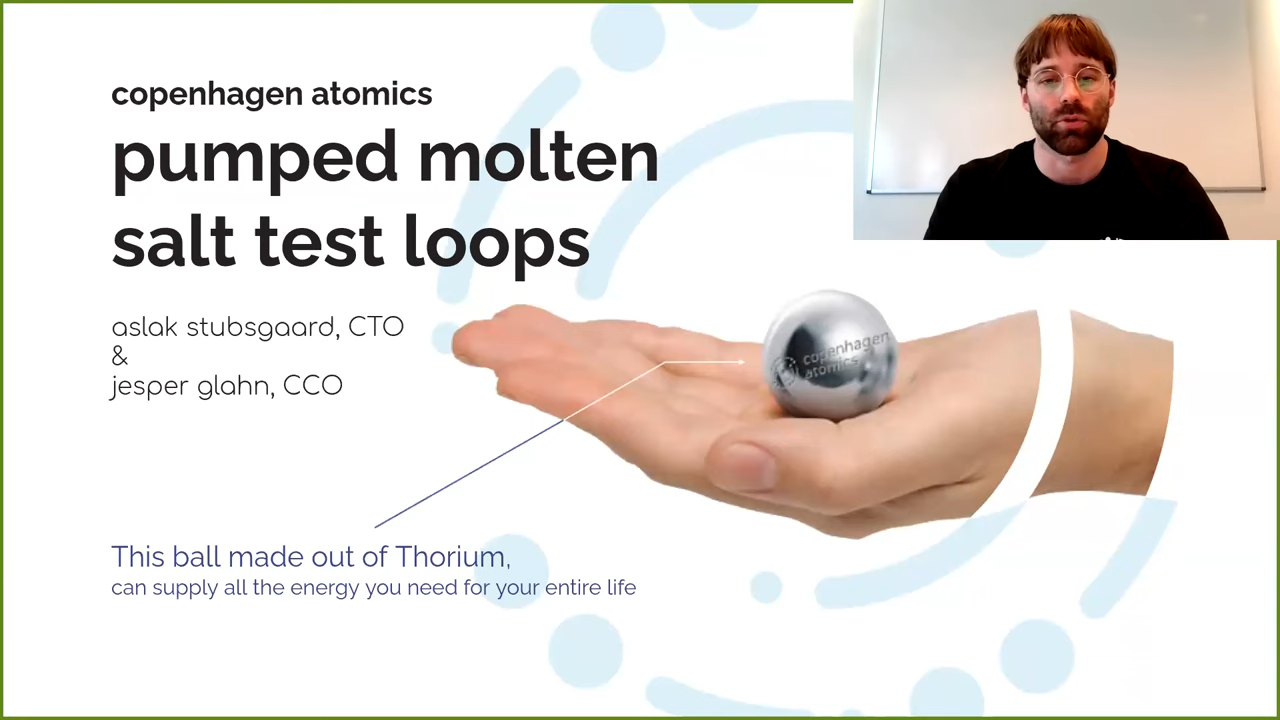 copenhagen atomics
pumped molten
salt test loops
aslak stubsgaard, CTO
&
jesper glahn, CCO
copenhagen
atomics
This ball made out of Thorium,
can supply all the energy you need for your entire life